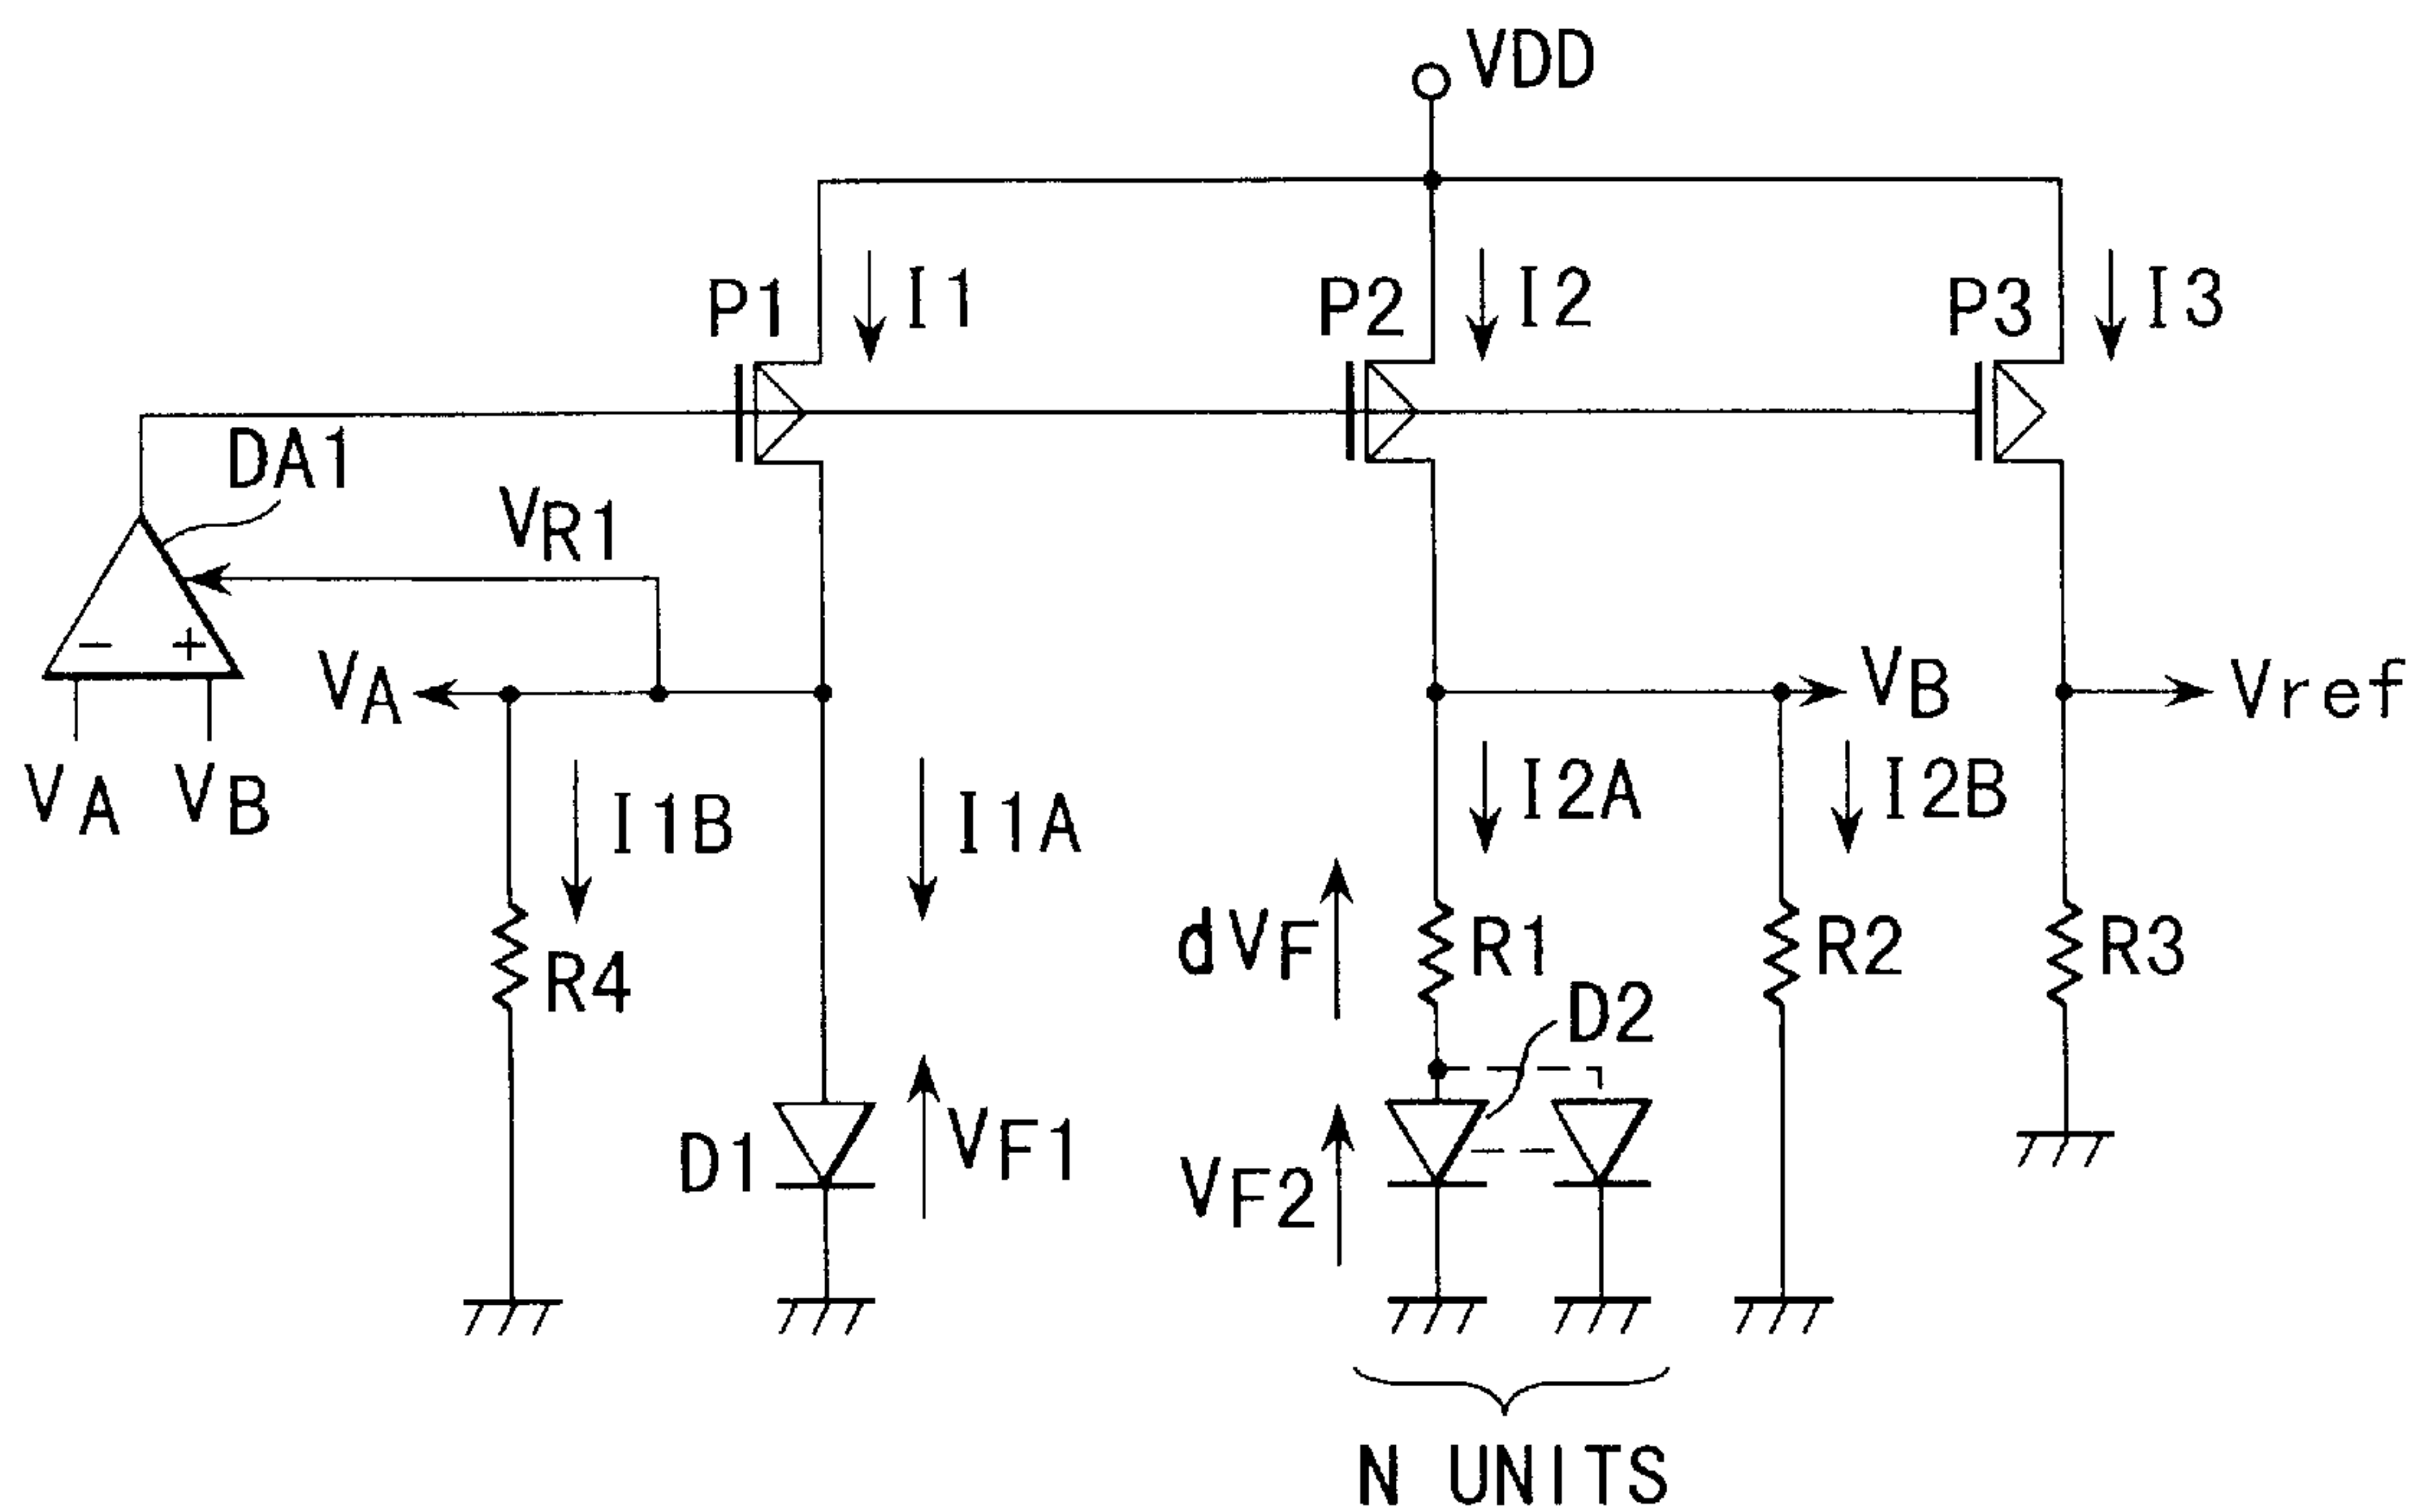 VDD
P1
I1
P2
I2
P3
I3
DA1
VR1
− +
VA
VB
Vref
VA VB
I1B
I1A
I2A
I2B
dVF
R1
R2
R3
R4
D2
D1
VF1
VF2
N UNITS